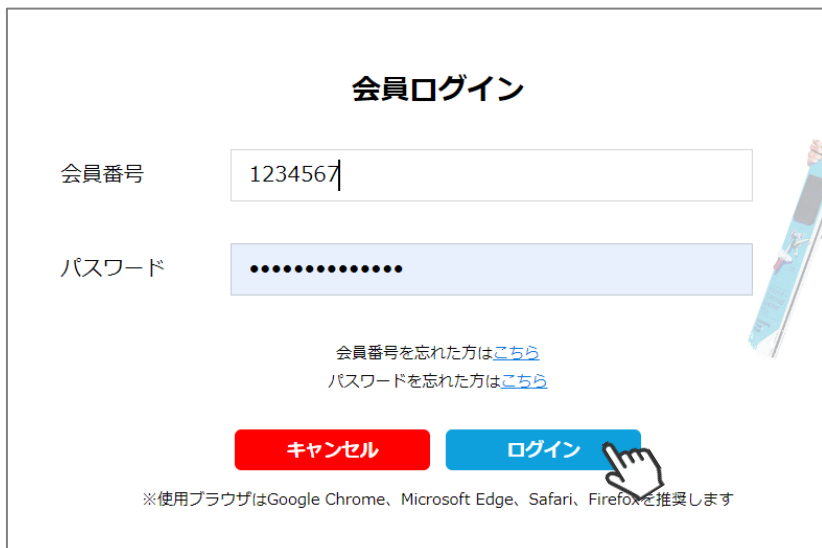 会員ログイン
会員番号 1234567
パスワード ••••••••••••••
会員番号を忘れた方はこちら
パスワードを忘れた方はこちら
キャンセル ログイン
※使用ブラウザはGoogle Chrome、Microsoft Edge、Safari、Firefoxを推奨します